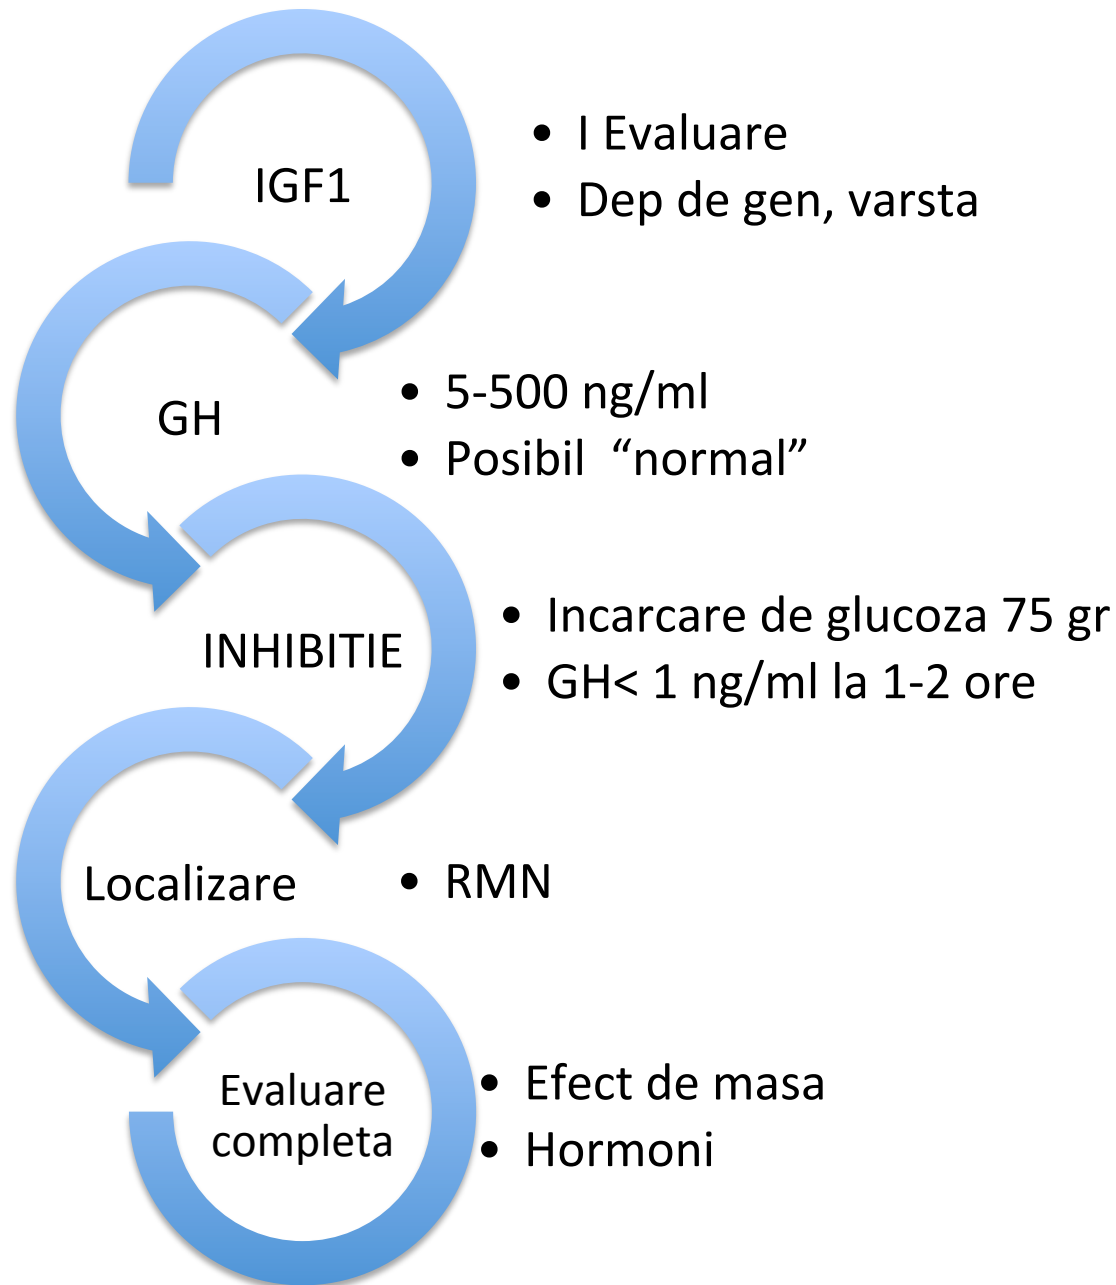 IGF1
• I Evaluare
• Dep de gen, varsta
GH
• 5-500 ng/ml
• Posibil “normal”
INHIBITIE
• Incarcare de glucoza 75 gr
• GH< 1 ng/ml la 1-2 ore
Localizare
• RMN
Evaluare
completa
• Efect de masa
• Hormoni